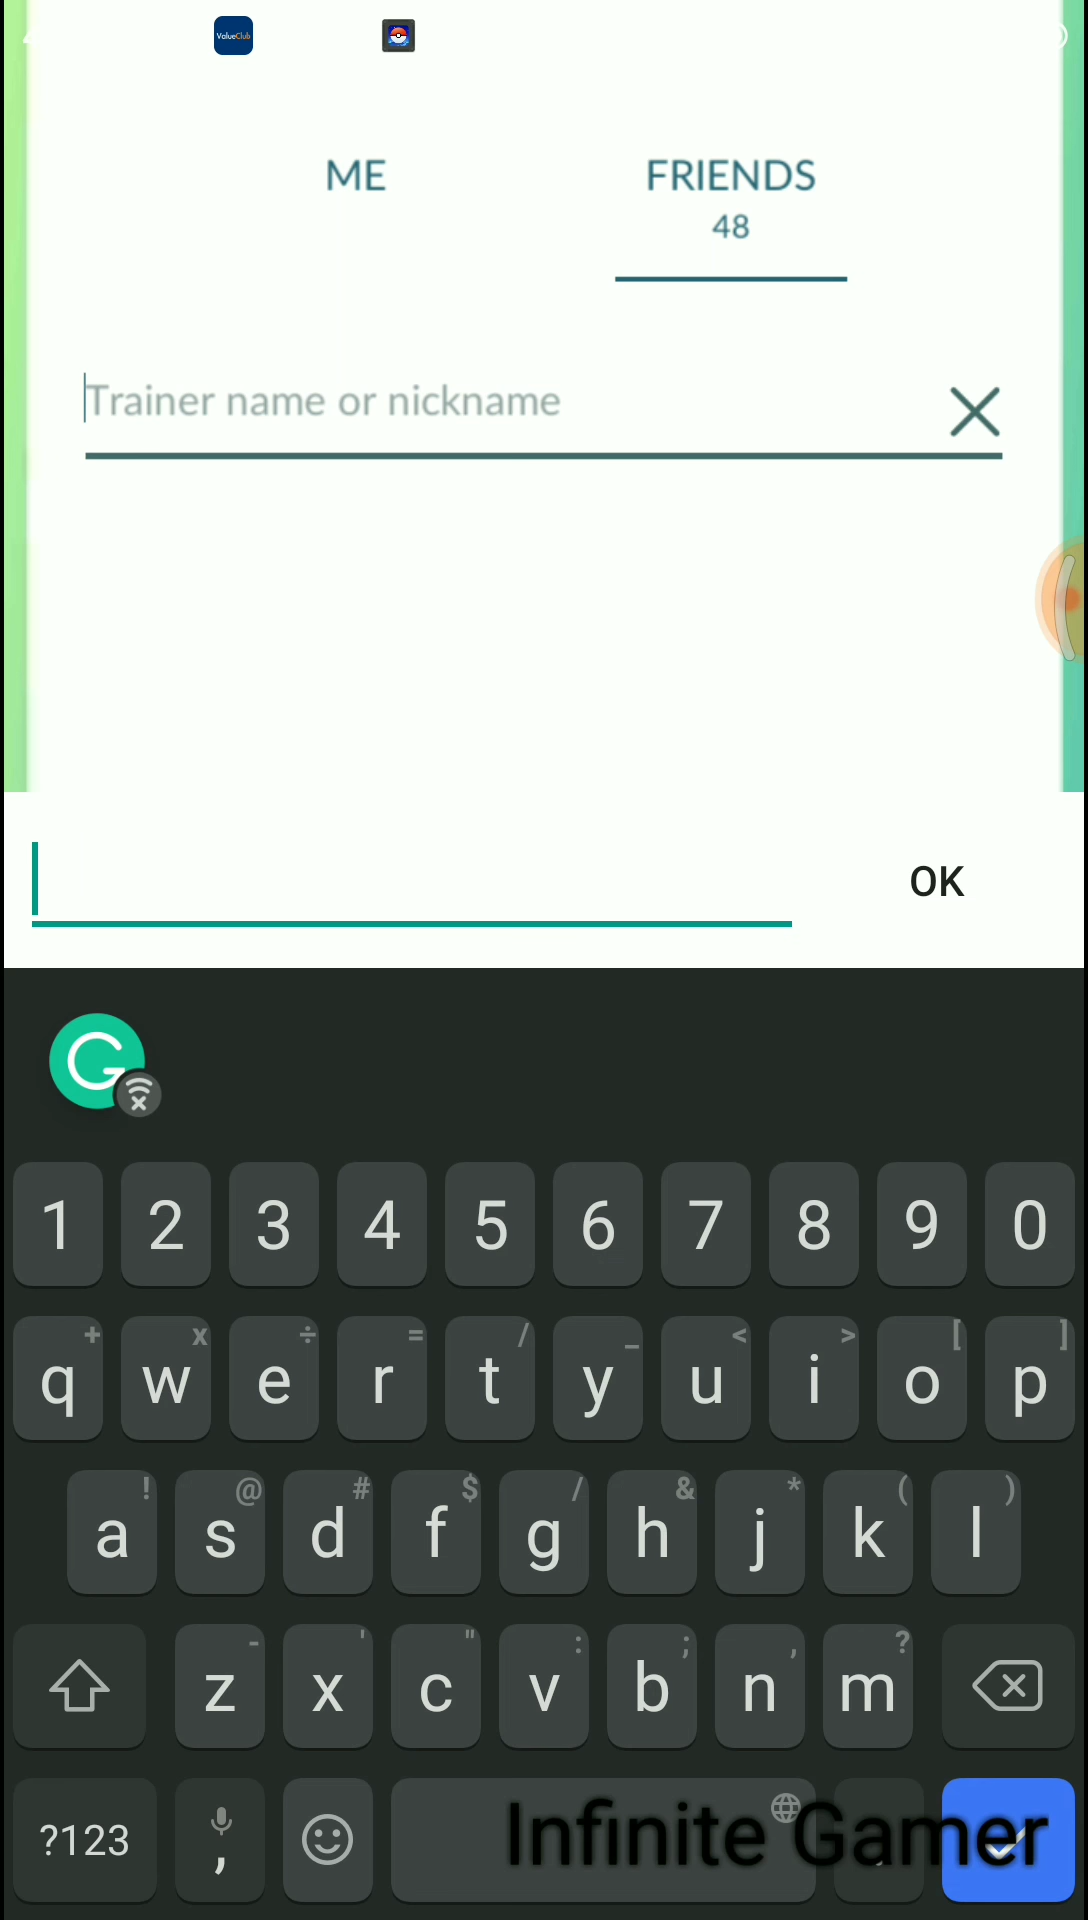 ValueClub
ME
FRIENDS
48
Trainer name or nickname
OK
1 2 3 4 5 6 7 8 9 0
+ x ÷ = / _ < > [ ]
q w e r t y u i o p
! @ # $ / & * ( )
a s d f g h j k l
- ' " : ; , ?
z x c v b n m
?123 , .
Infinite Gamer